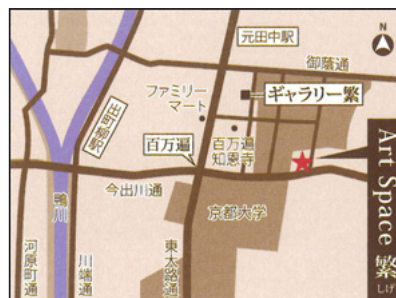 N
元田中駅
御蔭通
ファミリー
マート
ギャラリー繁
出町柳駅
百万遍
百万遍
知恩寺
今出川通
鴨川
京都大学
河原町通
川端通
東大路通
Art Space 繁
しげ